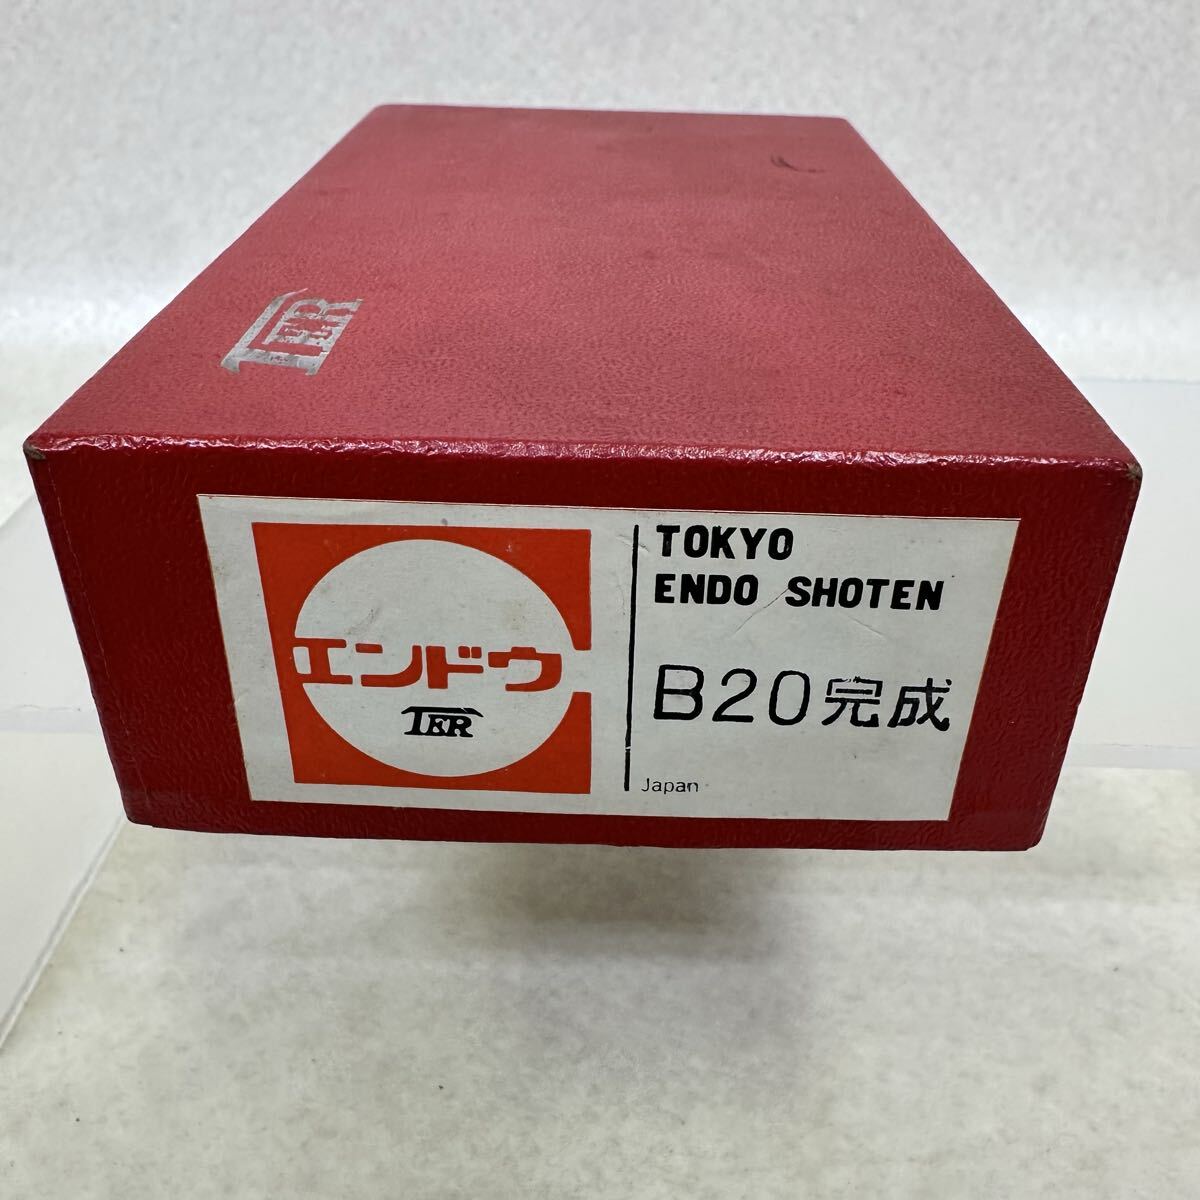 TER
エンドウ
TER
TOKYO
ENDO SHOTEN
B20完成
Japan